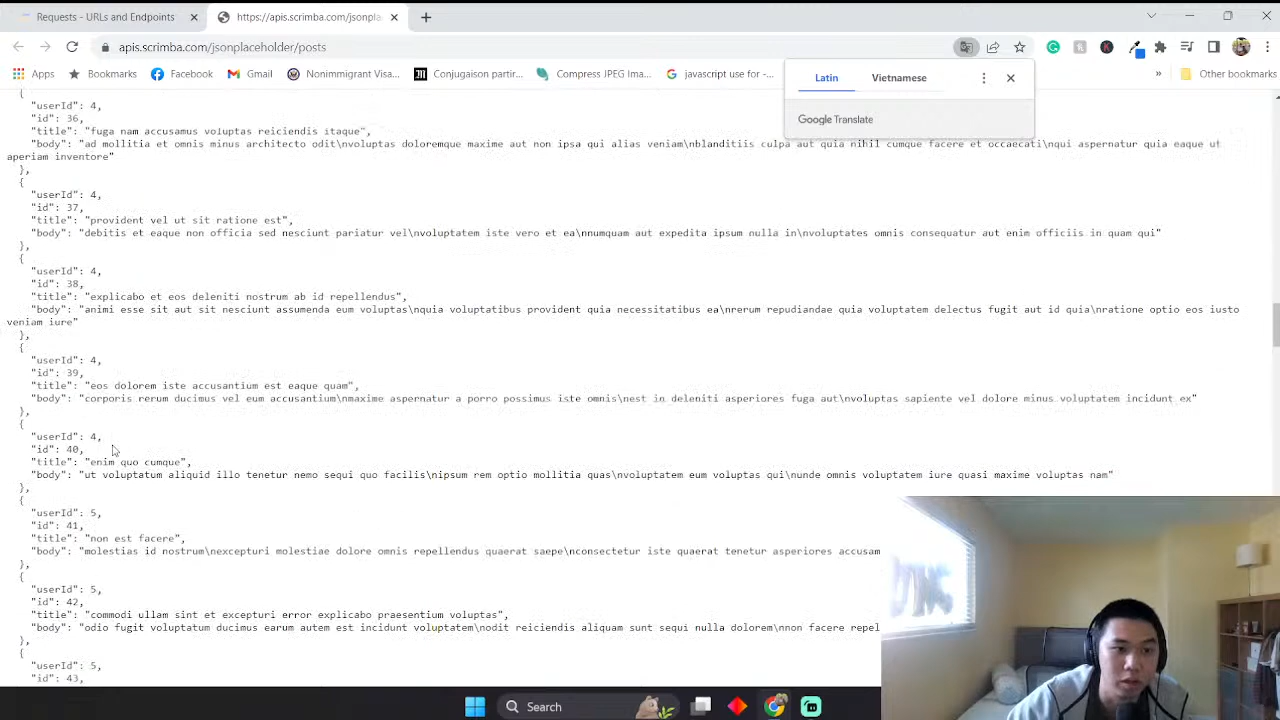 Requests - URLs and Endpoints
https://apis.scrimba.com/jsonpla
apis.scrimba.com/jsonplaceholder/posts
Apps
Bookmarks
Facebook
Gmail
Nonimmigrant Visa...
Conjugaison partir...
Compress JPEG Ima...
javascript use for -...
»
Other bookmarks
Latin
Vietnamese
Google Translate
{
"userId": 4,
"id": 36,
"title": "fuga nam accusamus voluptas reiciendis itaque",
"body": "ad mollitia et omnis minus architecto odit\nvoluptas doloremque maxime aut non ipsa qui alias veniam\nblanditiis culpa aut quia nihil cumque facere et occaecati\nqui aspernatur quia eaque ut
aperiam inventore"
},
{
"userId": 4,
"id": 37,
"title": "provident vel ut sit ratione est",
"body": "debitis et eaque non officia sed nesciunt pariatur vel\nvoluptatem iste vero et ea\nnumquam aut expedita ipsum nulla in\nvoluptates omnis consequatur aut enim officiis in quam qui"
},
{
"userId": 4,
"id": 38,
"title": "explicabo et eos deleniti nostrum ab id repellendus",
"body": "animi esse sit aut sit nesciunt assumenda eum voluptas\nquia voluptatibus provident quia necessitatibus ea\nrerum repudiandae quia voluptatem delectus fugit aut id quia\nratione optio eos iusto
veniam iure"
},
{
"userId": 4,
"id": 39,
"title": "eos dolorem iste accusantium est eaque quam",
"body": "corporis rerum ducimus vel eum accusantium\nmaxime aspernatur a porro possimus iste omnis\nest in deleniti asperiores fuga aut\nvoluptas sapiente vel dolore minus voluptatem incidunt ex"
},
{
"userId": 4,
"id": 40,
"title": "enim quo cumque",
"body": "ut voluptatum aliquid illo tenetur nemo sequi quo facilis\nipsum rem optio mollitia quas\nvoluptatem eum voluptas qui\nunde omnis voluptatem iure quasi maxime voluptas nam"
},
{
"userId": 5,
"id": 41,
"title": "non est facere",
"body": "molestias id nostrum\nexcepturi molestiae dolore omnis repellendus quaerat saepe\nconsectetur iste quaerat tenetur asperiores accusam
},
{
"userId": 5,
"id": 42,
"title": "commodi ullam sint et excepturi error explicabo praesentium voluptas",
"body": "odio fugit voluptatum ducimus earum autem est incidunt voluptatem\nodit reiciendis aliquam sunt sequi nulla dolorem\nnon facere repel
},
{
"userId": 5,
"id": 43,
Search